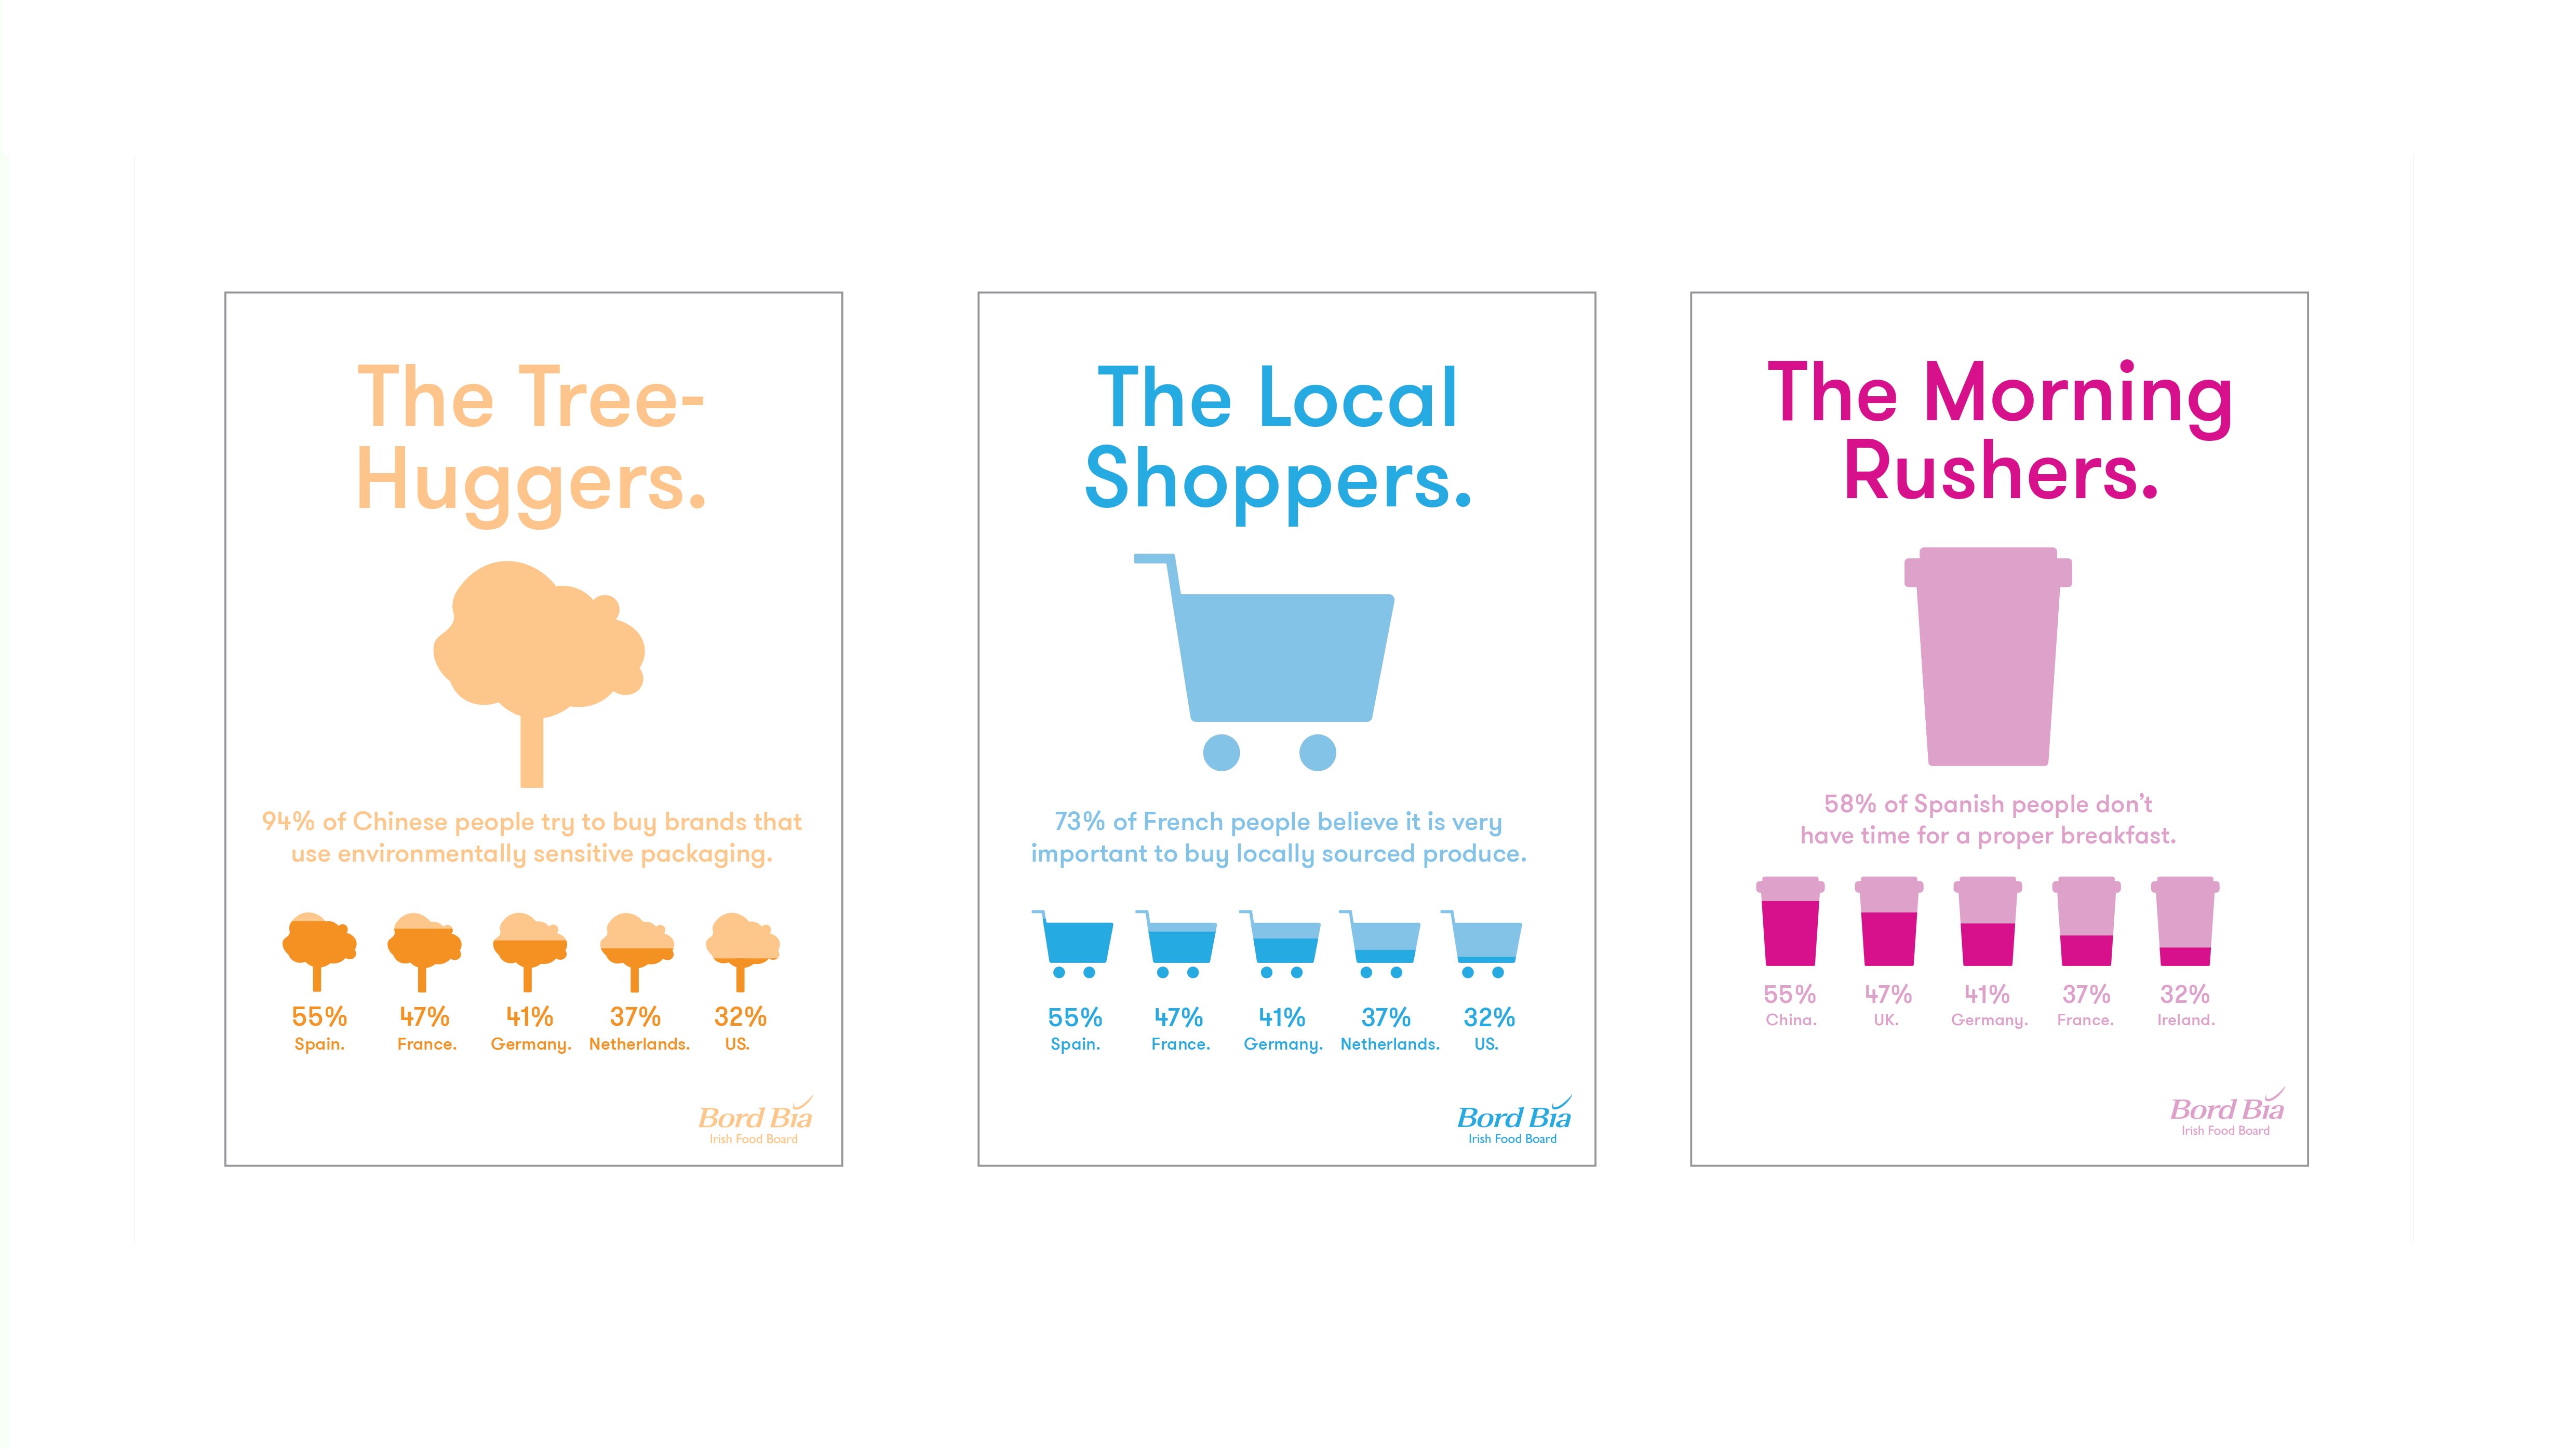 The Tree-
Huggers.
94% of Chinese people try to buy brands that
use environmentally sensitive packaging.
55% 47% 41% 37% 32%
Spain. France. Germany. Netherlands. US.
Bord Bia
Irish Food Board
The Local
Shoppers.
73% of French people believe it is very
important to buy locally sourced produce.
55% 47% 41% 37% 32%
Spain. France. Germany. Netherlands. US.
Bord Bia
Irish Food Board
The Morning
Rushers.
58% of Spanish people don’t
have time for a proper breakfast.
55% 47% 41% 37% 32%
China. UK. Germany. France. Ireland.
Bord Bia
Irish Food Board